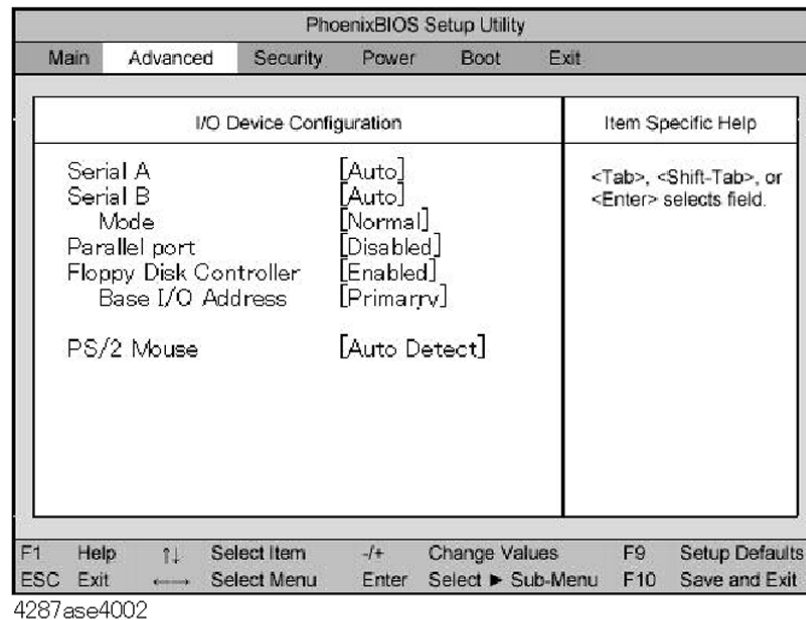 PhoenixBIOS Setup Utility
Main Advanced Security Power Boot Exit
I/O Device Configuration
Item Specific Help
Serial A [Auto]
Serial B [Auto]
Mode [Normal]
Parallel port [Disabled]
Floppy Disk Controller [Enabled]
Base I/O Address [Primarry]
PS/2 Mouse [Auto Detect]
<Tab>, <Shift-Tab>, or
<Enter> selects field.
F1 Help ↑↓ Select Item -/+ Change Values F9 Setup Defaults
ESC Exit ←→ Select Menu Enter Select ► Sub-Menu F10 Save and Exit
4287ase4002